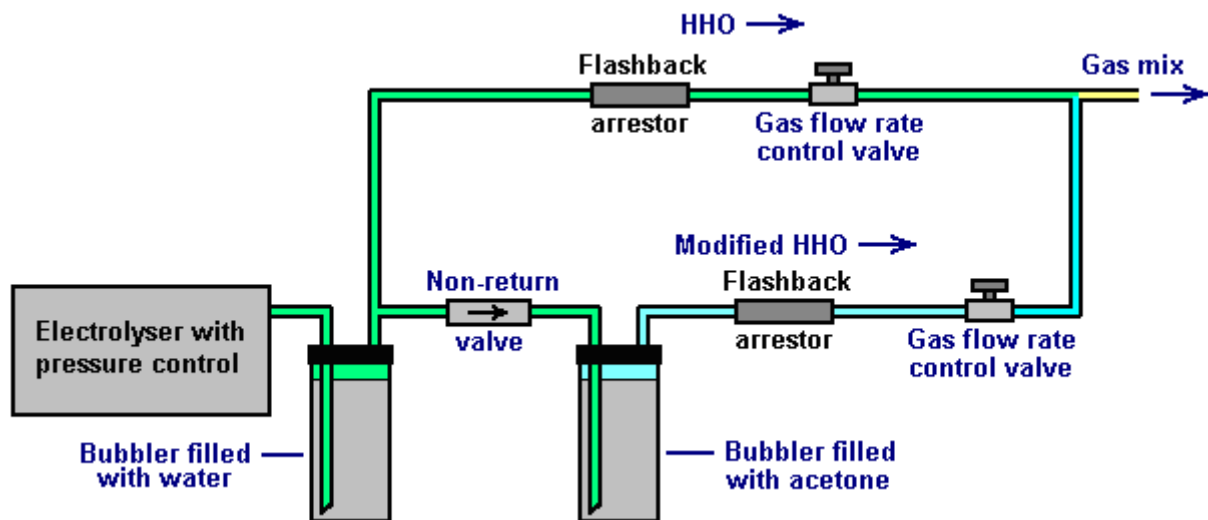 HHO
Flashback
arrestor
Gas flow rate
control valve
Gas mix
Modified HHO
Flashback
arrestor
Gas flow rate
control valve
Non-return
valve
Electrolyser with
pressure control
Bubbler filled
with water
Bubbler filled
with acetone